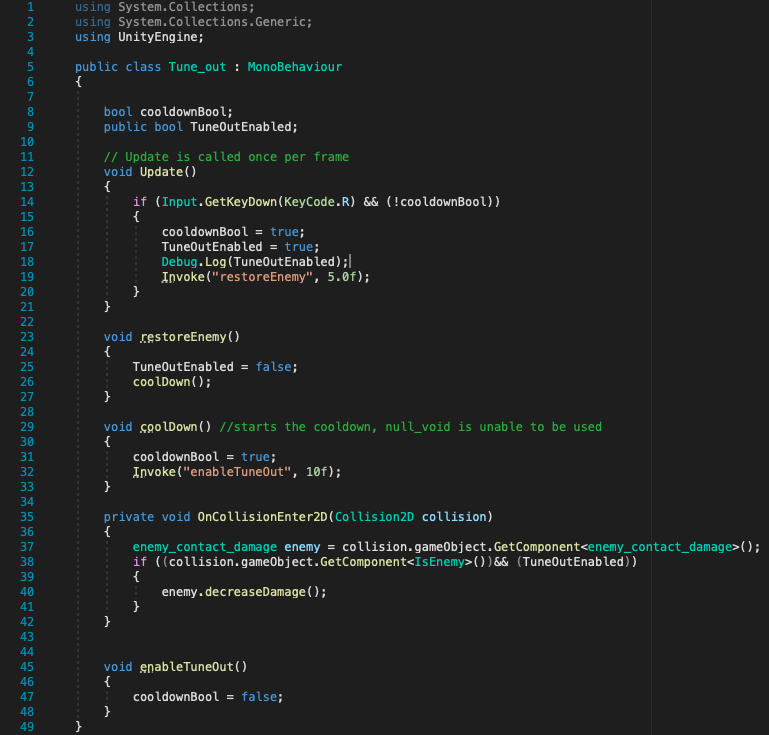 1 using System.Collections;
2 using System.Collections.Generic;
3 using UnityEngine;
4
5 public class Tune_out : MonoBehaviour
6 {
7
8 bool cooldownBool;
9 public bool TuneOutEnabled;
10
11 // Update is called once per frame
12 void Update()
13 {
14 if (Input.GetKeyDown(KeyCode.R) && (!cooldownBool))
15 {
16 cooldownBool = true;
17 TuneOutEnabled = true;
18 Debug.Log(TuneOutEnabled);
19 Invoke("restoreEnemy", 5.0f);
20 }
21 }
22
23 void restoreEnemy()
24 {
25 TuneOutEnabled = false;
26 coolDown();
27 }
28
29 void coolDown() //starts the cooldown, null_void is unable to be used
30 {
31 cooldownBool = true;
32 Invoke("enableTuneOut", 10f);
33 }
34
35 private void OnCollisionEnter2D(Collision2D collision)
36 {
37 enemy_contact_damage enemy = collision.gameObject.GetComponent<enemy_contact_damage>();
38 if ((collision.gameObject.GetComponent<IsEnemy>())&& (TuneOutEnabled))
39 {
40 enemy.decreaseDamage();
41 }
42 }
43
44
45 void enableTuneOut()
46 {
47 cooldownBool = false;
48 }
49 }